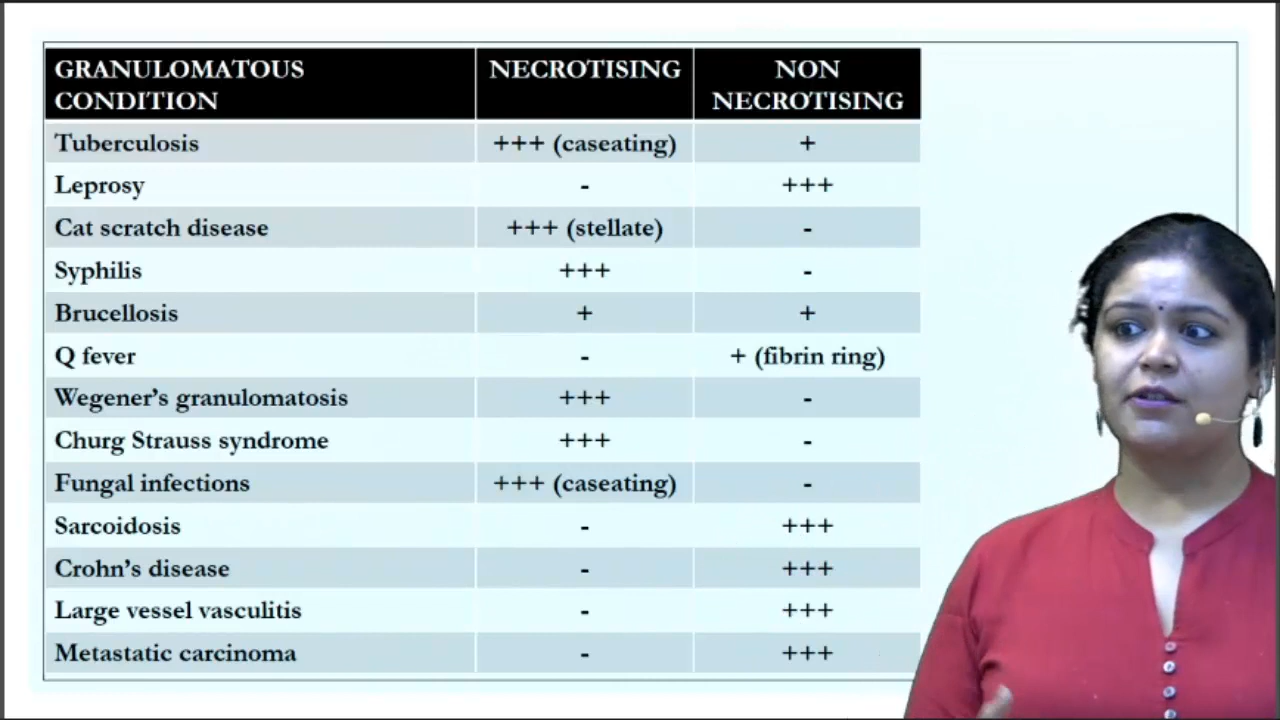 GRANULOMATOUS CONDITION NECROTISING NON NECROTISING
Tuberculosis +++ (caseating) +
Leprosy - +++
Cat scratch disease +++ (stellate) -
Syphilis +++ -
Brucellosis + +
Q fever - + (fibrin ring)
Wegener's granulomatosis +++ -
Churg Strauss syndrome +++ -
Fungal infections +++ (caseating) -
Sarcoidosis - +++
Crohn's disease - +++
Large vessel vasculitis - +++
Metastatic carcinoma - +++